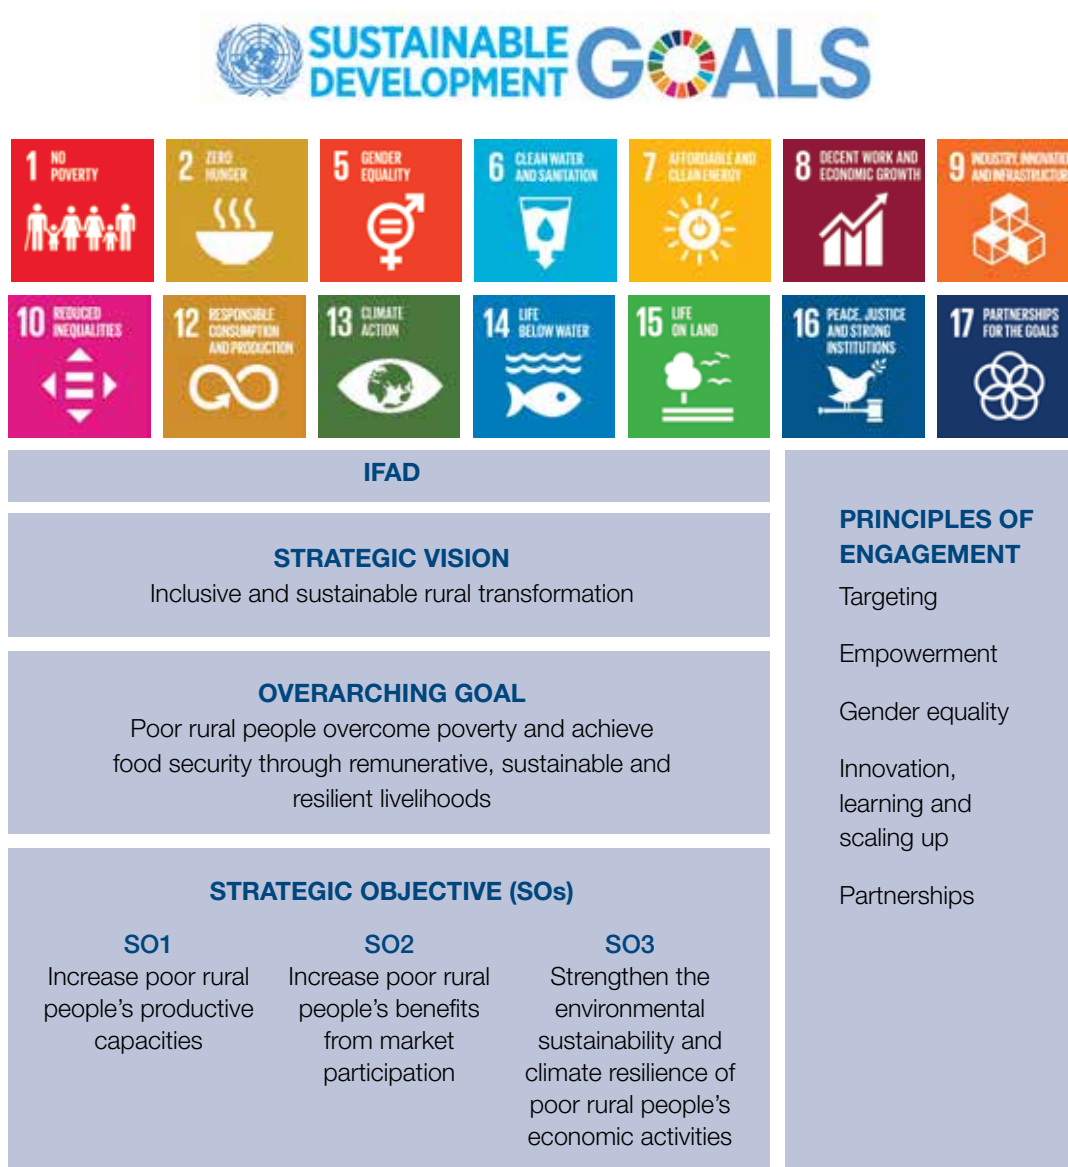 SUSTAINABLE
DEVELOPMENT
GOALS
1 NO
POVERTY
2 ZERO
HUNGER
5 GENDER
EQUALITY
6 CLEAN WATER
AND SANITATION
7 AFFORDABLE AND
CLEAN ENERGY
8 DECENT WORK AND
ECONOMIC GROWTH
9 INDUSTRY, INNOVATIO
AND INFRASTRUCTUR
10 REDUCED
INEQUALITIES
12 RESPONSIBLE
CONSUMPTION
AND PRODUCTION
13 CLIMATE
ACTION
14 LIFE
BELOW WATER
15 LIFE
ON LAND
16 PEACE, JUSTICE
AND STRONG
INSTITUTIONS
17 PARTNERSHIPS
FOR THE GOALS
IFAD
STRATEGIC VISION
Inclusive and sustainable rural transformation
OVERARCHING GOAL
Poor rural people overcome poverty and achieve
food security through remunerative, sustainable and
resilient livelihoods
STRATEGIC OBJECTIVE (SOs)
SO1
Increase poor rural
people’s productive
capacities
SO2
Increase poor rural
people’s benefits
from market
participation
SO3
Strengthen the
environmental
sustainability and
climate resilience of
poor rural people’s
economic activities
PRINCIPLES OF
ENGAGEMENT
Targeting
Empowerment
Gender equality
Innovation,
learning and
scaling up
Partnerships